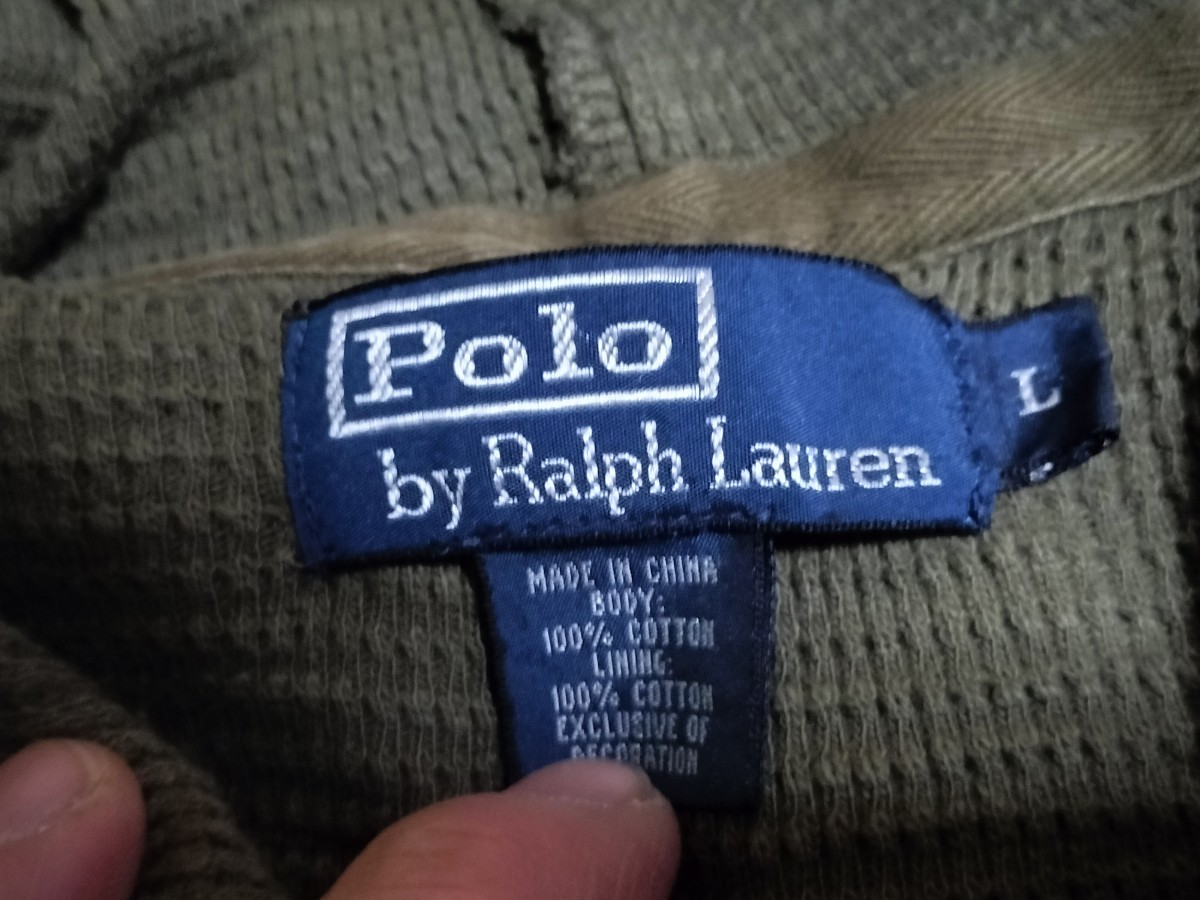 Polo
by Ralph Lauren
L
MADE IN CHINA
BODY:
100% COTTON
LINING:
100% COTTON
EXCLUSIVE OF
DECORATION